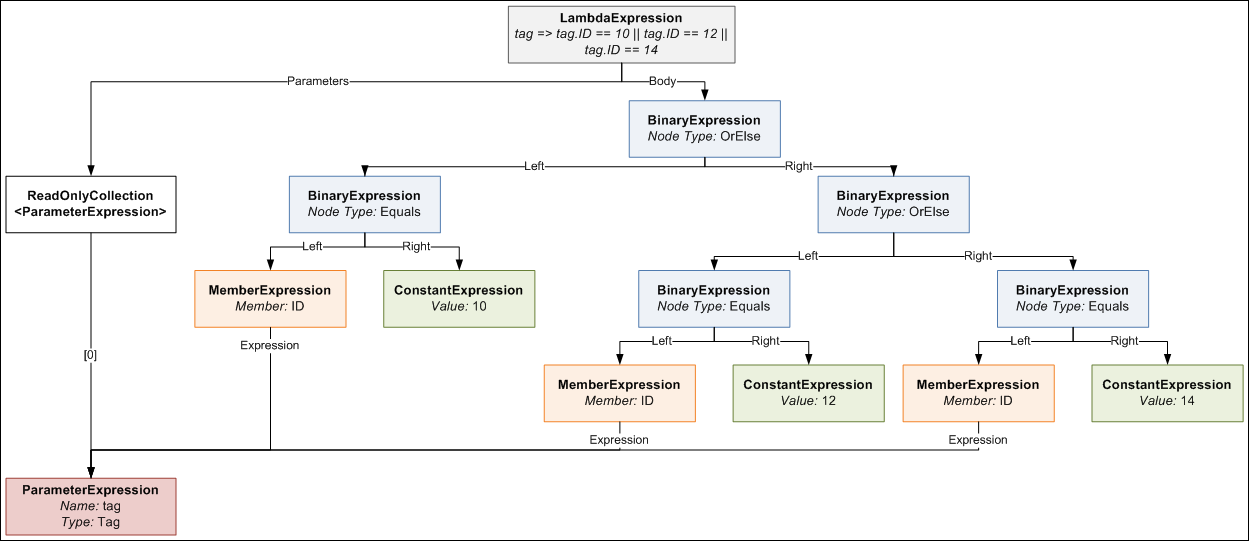 LambdaExpression
tag => tag.ID == 10 || tag.ID == 12 ||
tag.ID == 14
Parameters
Body
BinaryExpression
Node Type: OrElse
Left
Right
ReadOnlyCollection
<ParameterExpression>
BinaryExpression
Node Type: Equals
BinaryExpression
Node Type: OrElse
Left
Right
Left
Right
MemberExpression
Member: ID
ConstantExpression
Value: 10
BinaryExpression
Node Type: Equals
BinaryExpression
Node Type: Equals
Expression
[0]
Left
Right
Left
Right
MemberExpression
Member: ID
ConstantExpression
Value: 12
MemberExpression
Member: ID
ConstantExpression
Value: 14
Expression
Expression
ParameterExpression
Name: tag
Type: Tag